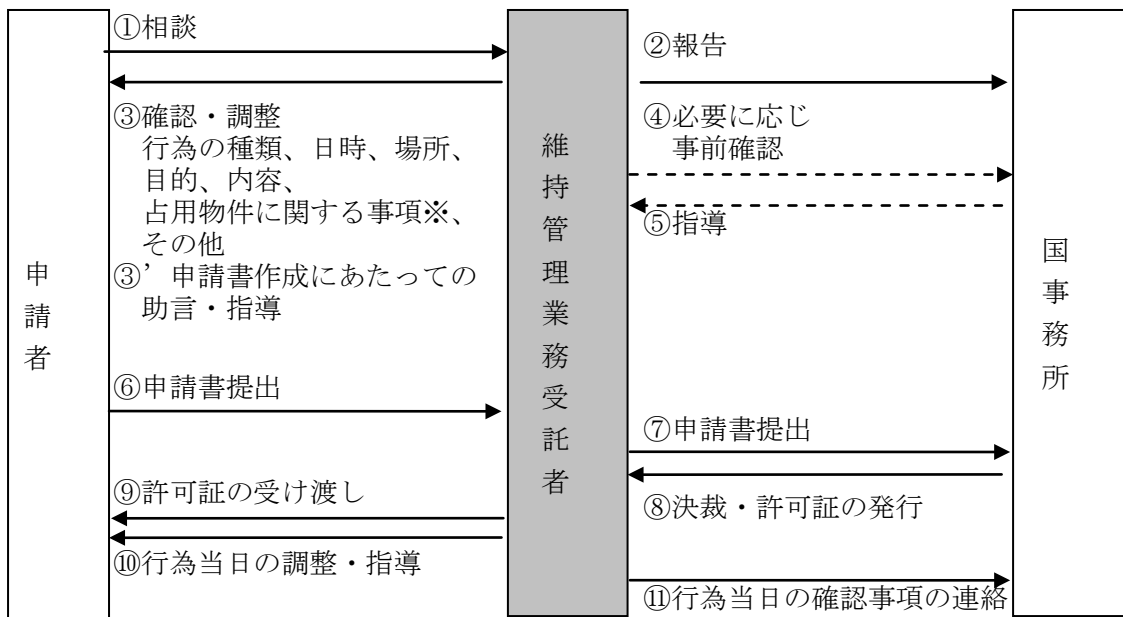 ①相談
②報告
③確認・調整
行為の種類、日時、場所、
目的、内容、
占用物件に関する事項※、
その他
③’申請書作成にあたっての
助言・指導
④必要に応じ
事前確認
⑤指導
⑥申請書提出
⑦申請書提出
⑧決裁・許可証の発行
⑨許可証の受け渡し
⑩行為当日の調整・指導
⑪行為当日の確認事項の連絡
申請者
維持管理業務受託者
国事務所